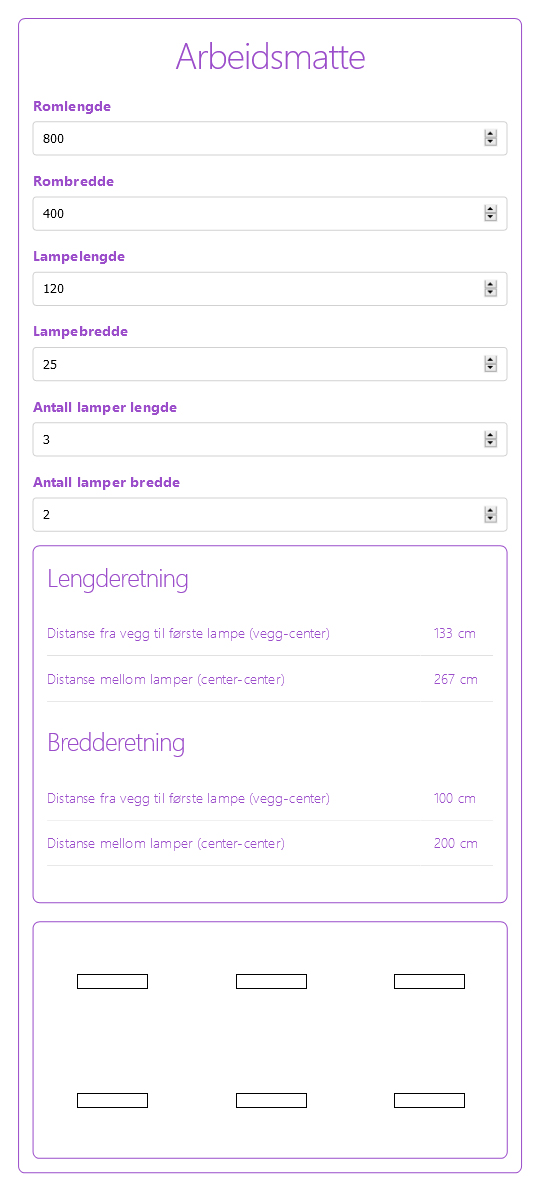 Arbeidsmatte
Romlengde
800
Rombredde
400
Lampelengde
120
Lampebredde
25
Antall lamper lengde
3
Antall lamper bredde
2
Lengderetning
Distanse fra vegg til første lampe (vegg-center) 133 cm
Distanse mellom lamper (center-center) 267 cm
Bredderetning
Distanse fra vegg til første lampe (vegg-center) 100 cm
Distanse mellom lamper (center-center) 200 cm